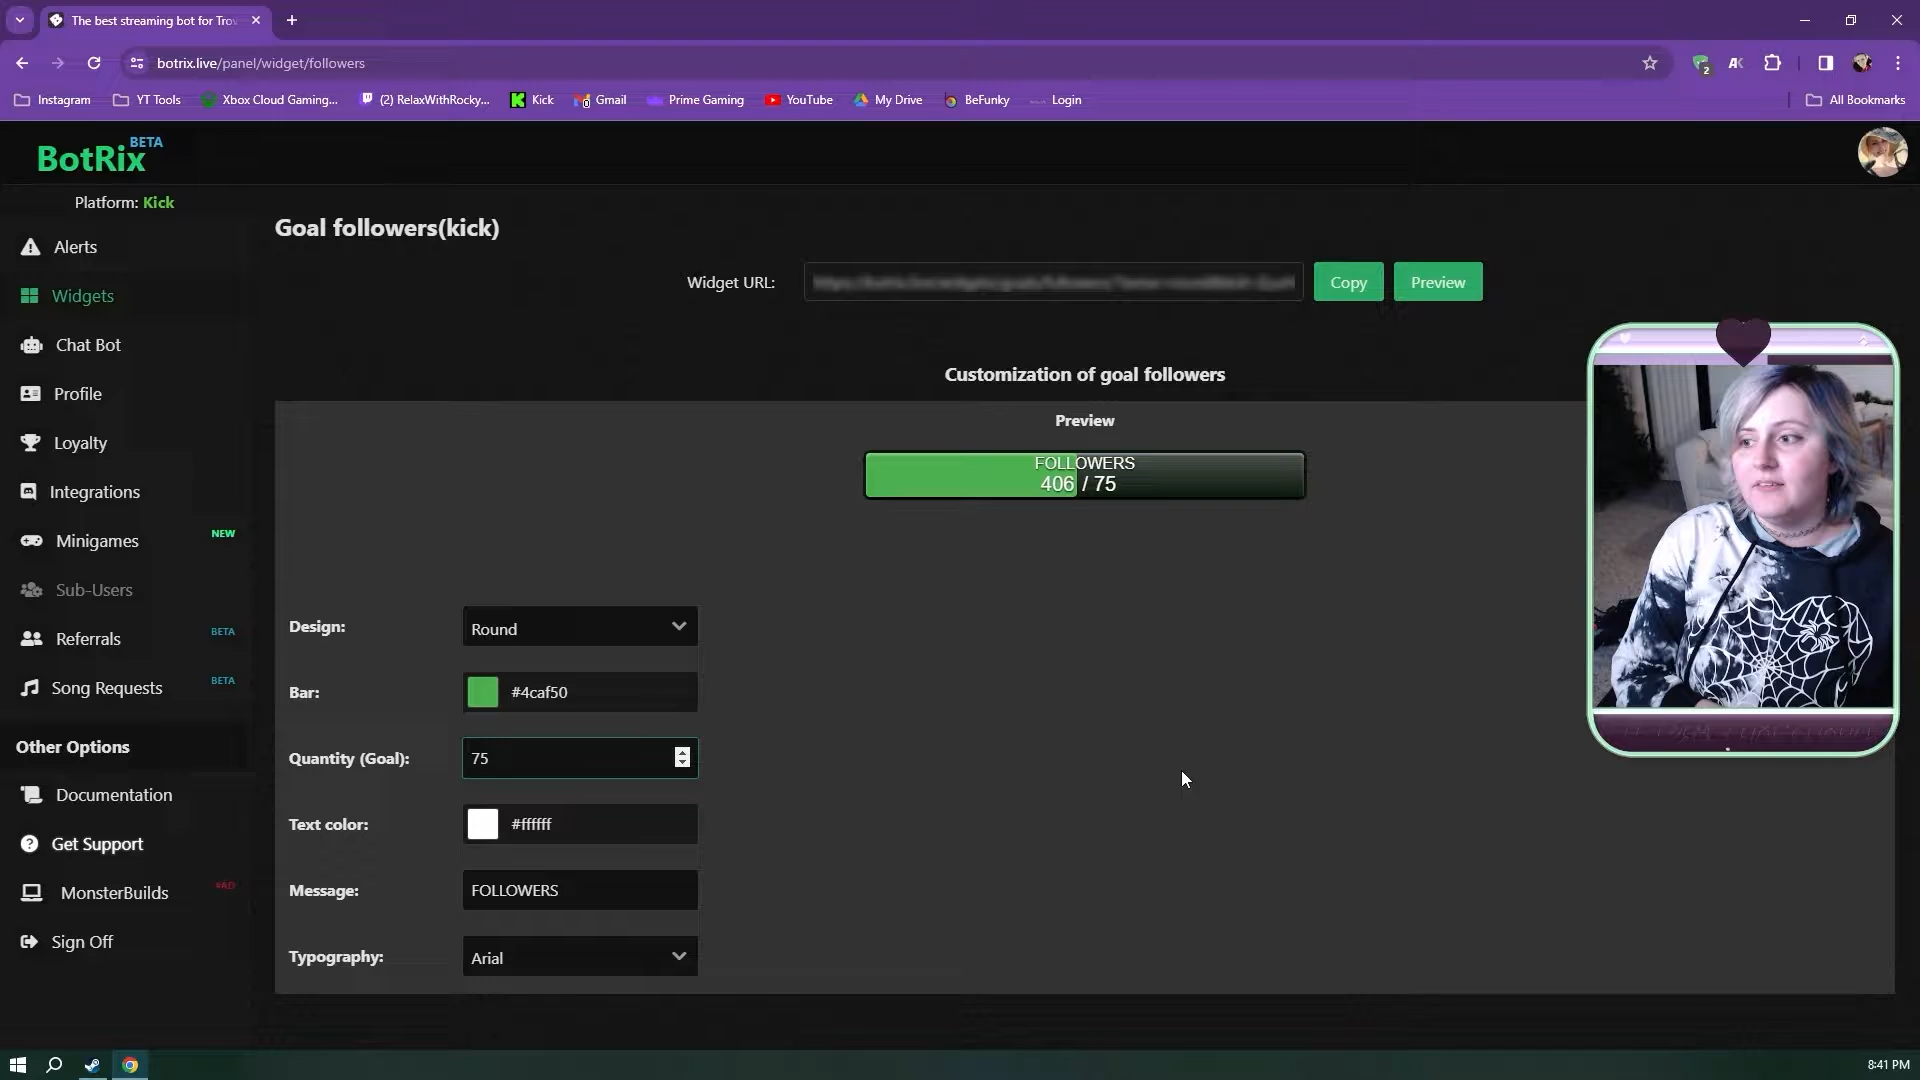 The best streaming bot for Tro
botrix.live/panel/widget/followers
2
Instagram
YT Tools
Xbox Cloud Gaming...
(2) RelaxWithRocky...
Kick
Gmail
Prime Gaming
YouTube
My Drive
BeFunky
Login
All Bookmarks
BotRix BETA
Platform: Kick
Alerts
Widgets
Chat Bot
Profile
Loyalty
Integrations
Minigames NEW
Sub-Users
Referrals BETA
Song Requests BETA
Other Options
Documentation
Get Support
MonsterBuilds #AD
Sign Off
Goal followers(kick)
Widget URL:
Copy
Preview
Customization of goal followers
Preview
FOLLOWERS
406 / 75
Design: Round
Bar: #4caf50
Quantity (Goal): 75
Text color: #ffffff
Message: FOLLOWERS
Typography: Arial
8:41 PM